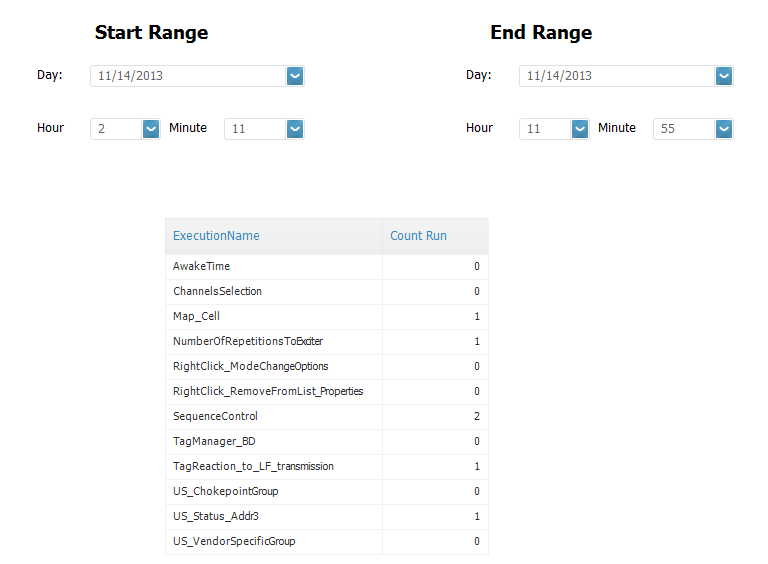 Start Range End Range
Day: 11/14/2013 Day: 11/14/2013
Hour 2 Minute 11 Hour 11 Minute 55
ExecutionName Count Run
AwakeTime 0
ChannelsSelection 0
Map_Cell 1
NumberOfRepetitionsToExciter 1
RightClick_ModeChangeOptions 0
RightClick_RemoveFromList_Properties 0
SequenceControl 2
TagManager_BD 0
TagReaction_to_LF_transmission 1
US_ChokepointGroup 0
US_Status_Addr3 1
US_VendorSpecificGroup 0